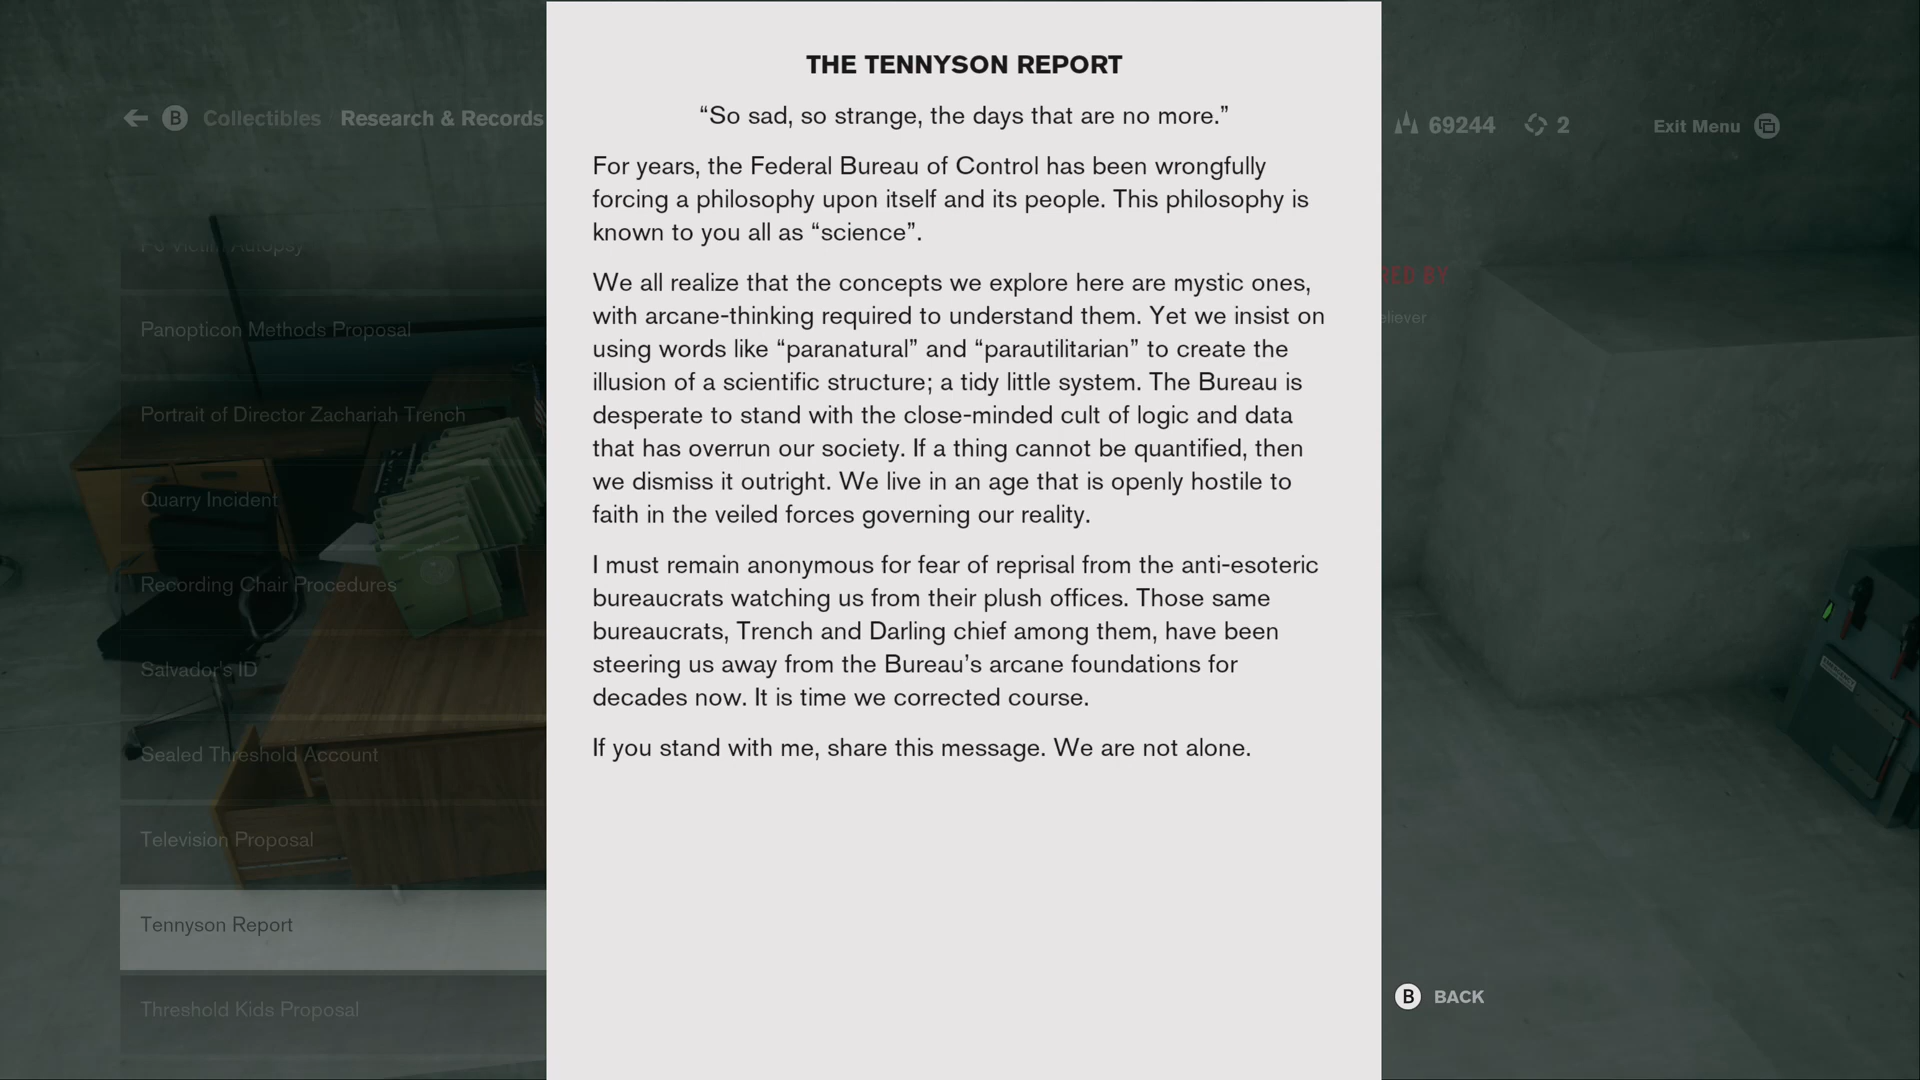 THE TENNYSON REPORT
“So sad, so strange, the days that are no more.”
For years, the Federal Bureau of Control has been wrongfully
forcing a philosophy upon itself and its people. This philosophy is
known to you all as “science”.
We all realize that the concepts we explore here are mystic ones,
with arcane-thinking required to understand them. Yet we insist on
using words like “paranatural” and “parautilitarian” to create the
illusion of a scientific structure; a tidy little system. The Bureau is
desperate to stand with the close-minded cult of logic and data
that has overrun our society. If a thing cannot be quantified, then
we dismiss it outright. We live in an age that is openly hostile to
faith in the veiled forces governing our reality.
I must remain anonymous for fear of reprisal from the anti-esoteric
bureaucrats watching us from their plush offices. Those same
bureaucrats, Trench and Darling chief among them, have been
steering us away from the Bureau’s arcane foundations for
decades now. It is time we corrected course.
If you stand with me, share this message. We are not alone.
B Collectibles / Research & Records
69244 2 Exit Menu
Autopsy
Panopticon Methods Proposal
Portrait of Director Zachariah Trench
Quarry Incident
Recording Chair Procedures
Salvador's ID
Sealed Threshold Account
Television Proposal
Tennyson Report
Threshold Kids Proposal
RED BY
eliever
B BACK